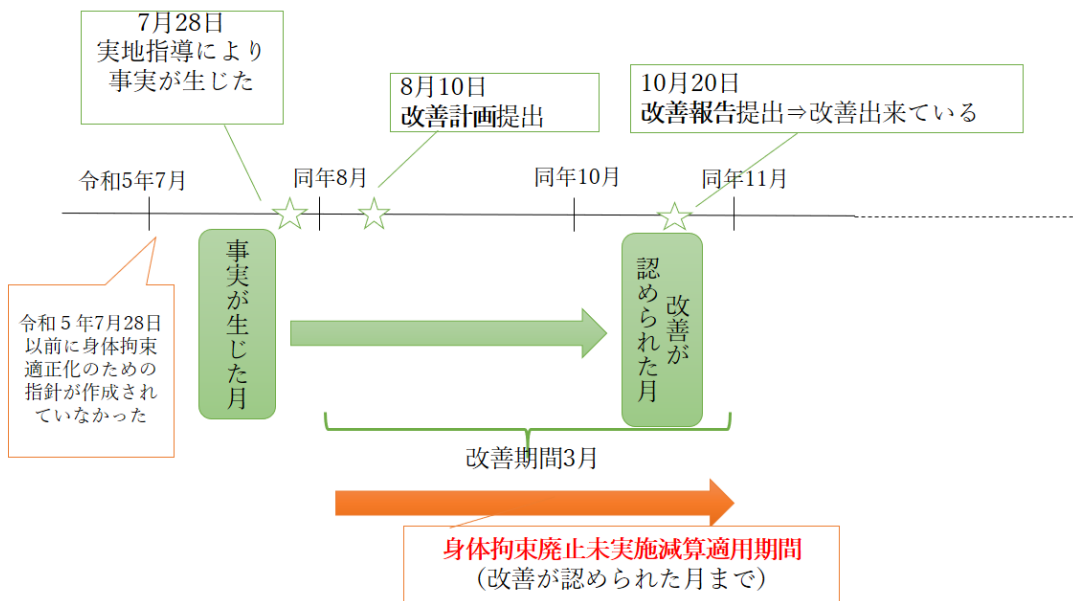 7月28日
実地指導により
事実が生じた
8月10日
改善計画提出
10月20日
改善報告提出⇒改善出来ている
令和5年7月
同年8月
同年10月
同年11月
令和５年7月28日
以前に身体拘束
適正化のための
指針が作成され
ていなかった
事実が生じた月
改善が
認められた月
改善期間3月
身体拘束廃止未実施減算適用期間
（改善が認められた月まで）